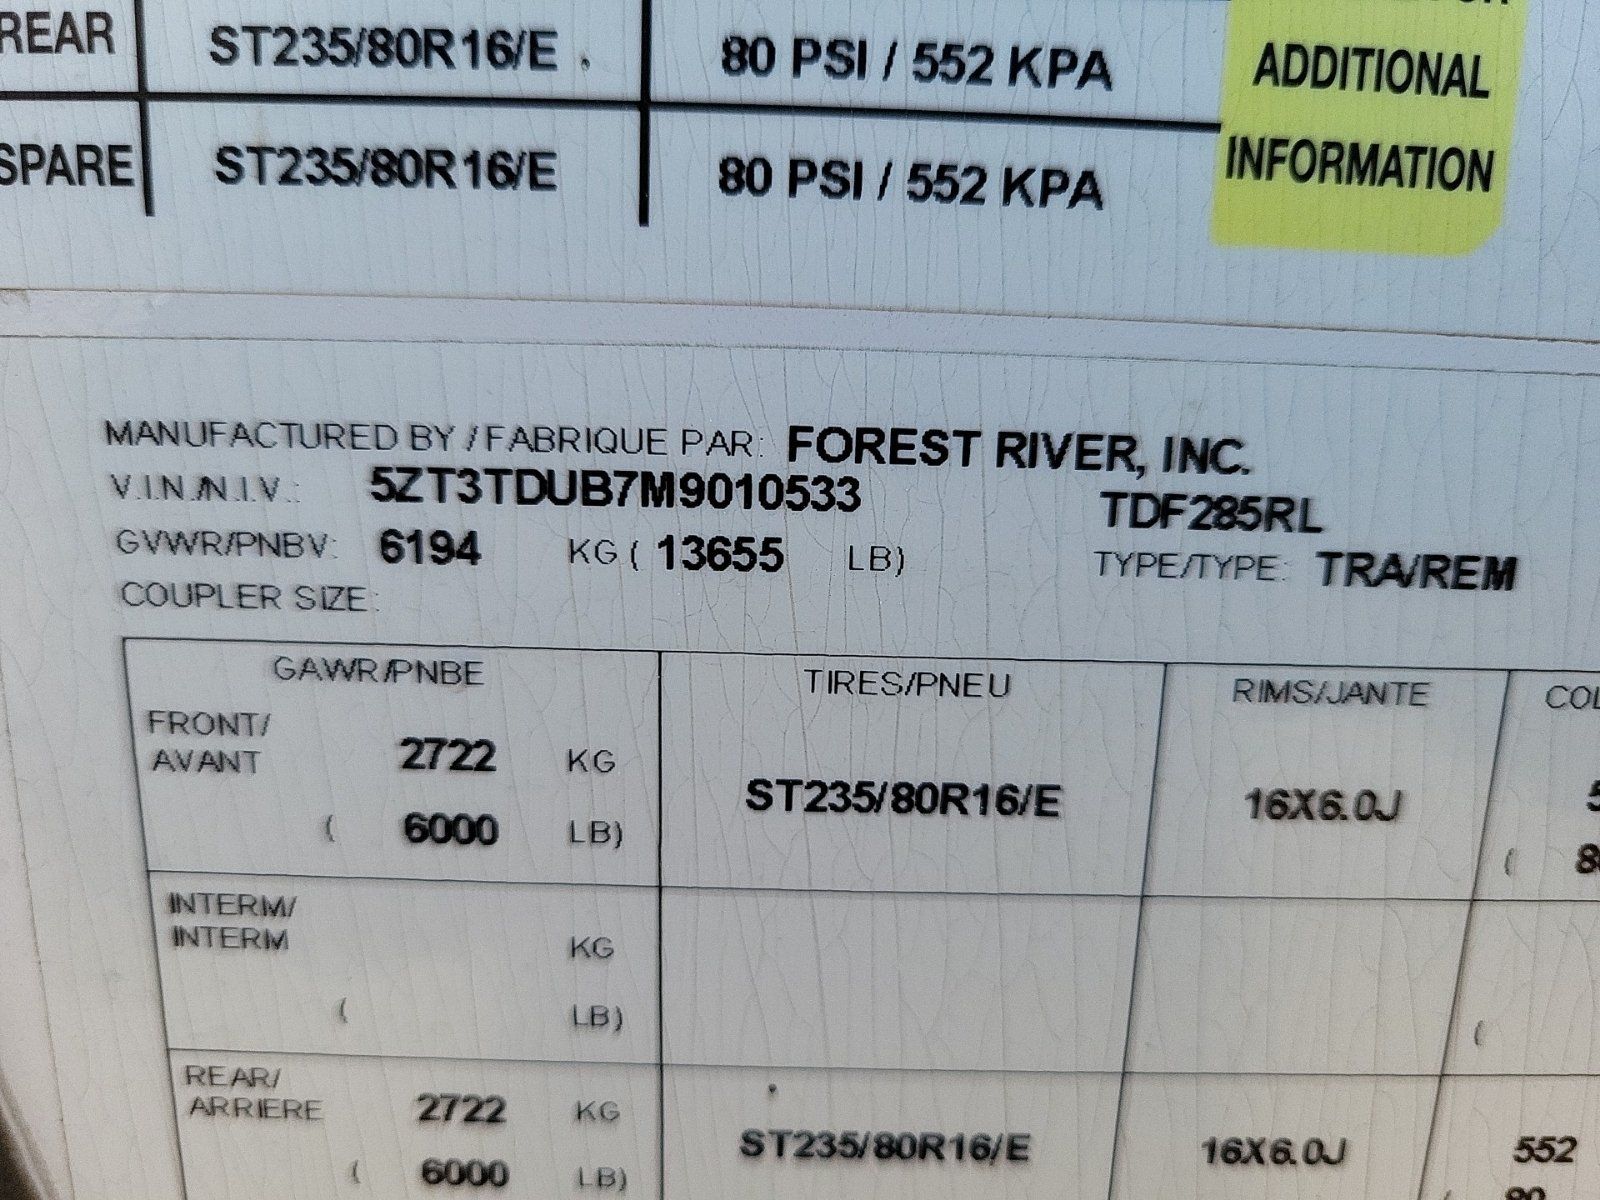 REAR ST235/80R16/E 80 PSI / 552 KPA ADDITIONAL
SPARE ST235/80R16/E 80 PSI / 552 KPA INFORMATION
MANUFACTURED BY / FABRIQUE PAR: FOREST RIVER, INC.
V.I.N./N.I.V.: 5ZT3TDUB7M9010533 TDF285RL
GVWR/PNBV: 6194 KG ( 13655 LB) TYPE/TYPE: TRA/REM
COUPLER SIZE:
GAWR/PNBE TIRES/PNEU RIMS/JANTE
FRONT/
AVANT 2722 KG
ST235/80R16/E 16X6.0J
( 6000 LB) (
INTERM/
INTERM KG
( LB) (
REAR/
ARRIERE 2722 KG
ST235/80R16/E 16X6.0J 552
( 6000 LB)